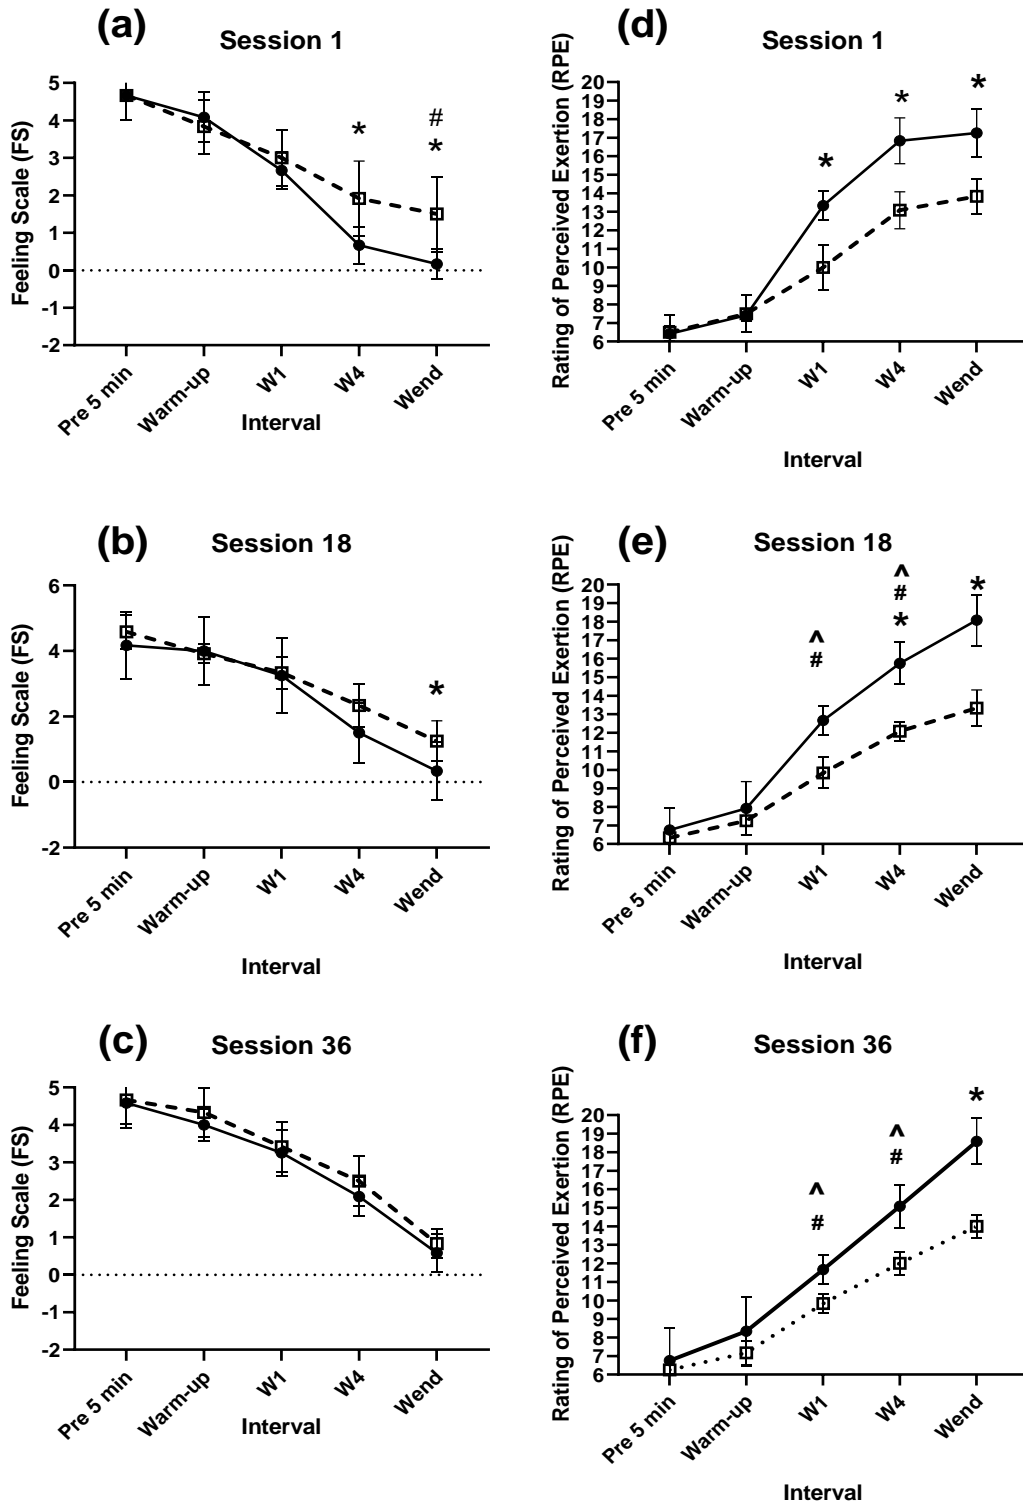 (a)
Session 1
Feeling Scale (FS)
5
4
3
2
1
0
-1
-2
*
#
*
Pre 5 min
Warm-up
W1
W4
Wend
Interval
(d)
Session 1
Rating of Perceived Exertion (RPE)
20
19
18
17
16
15
14
13
12
11
10
9
8
7
6
*
*
*
Pre 5 min
Warm-up
W1
W4
Wend
Interval
(b)
Session 18
Feeling Scale (FS)
6
4
2
0
-2
*
Pre 5 min
Warm-up
W1
W4
Wend
Interval
(e)
Session 18
Rating of Perceived Exertion (RPE)
20
19
18
17
16
15
14
13
12
11
10
9
8
7
6
^
#
^
#
*
*
Pre 5 min
Warm-up
W1
W4
Wend
Interval
(c)
Session 36
Feeling Scale (FS)
5
4
3
2
1
0
-1
-2
Pre 5 min
Warm-up
W1
W4
Wend
Interval
(f)
Session 36
Rating of Perceived Exertion (RPE)
20
19
18
17
16
15
14
13
12
11
10
9
8
7
6
^
#
^
#
*
Pre 5 min
Warm-up
W1
W4
Wend
Interval